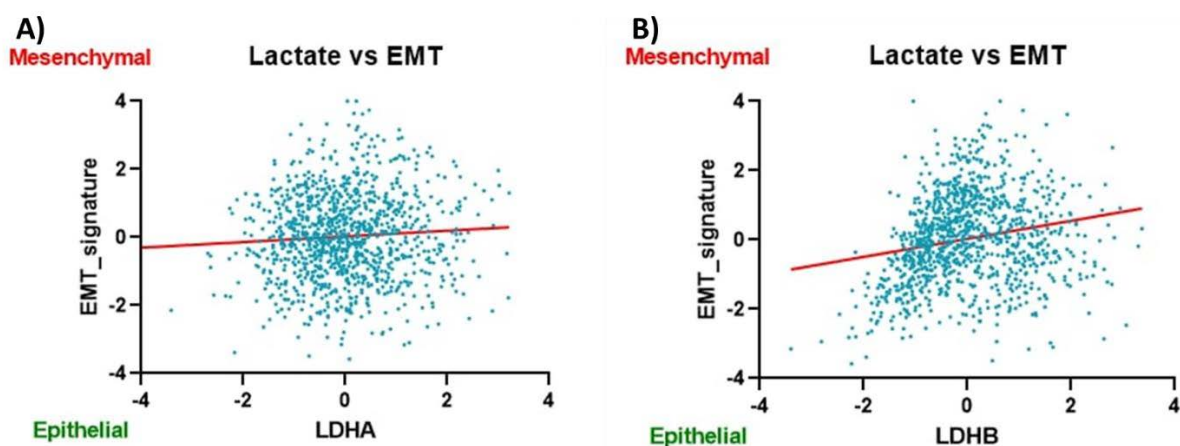 A)
Mesenchymal
Lactate vs EMT
4
2
0
-2
-4
EMT_signature
-4
-2
0
2
4
Epithelial
LDHA
B)
Mesenchymal
Lactate vs EMT
4
2
0
-2
-4
EMT_signature
-4
-2
0
2
4
Epithelial
LDHB